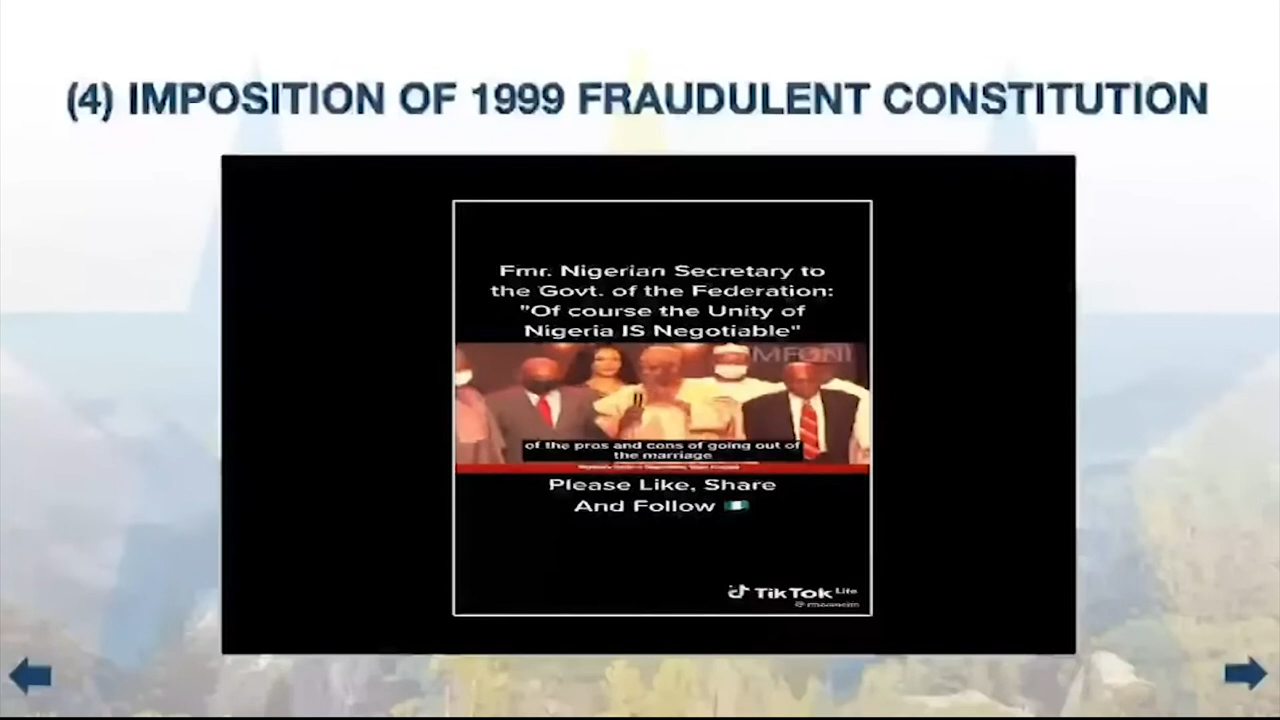 (4) IMPOSITION OF 1999 FRAUDULENT CONSTITUTION
Fmr. Nigerian Secretary to
the Govt. of the Federation:
"Of course the Unity of
Nigeria IS Negotiable"
MFONI
of the pros and cons of going out of
the marriage
Please Like, Share
And Follow
TikTok Lite